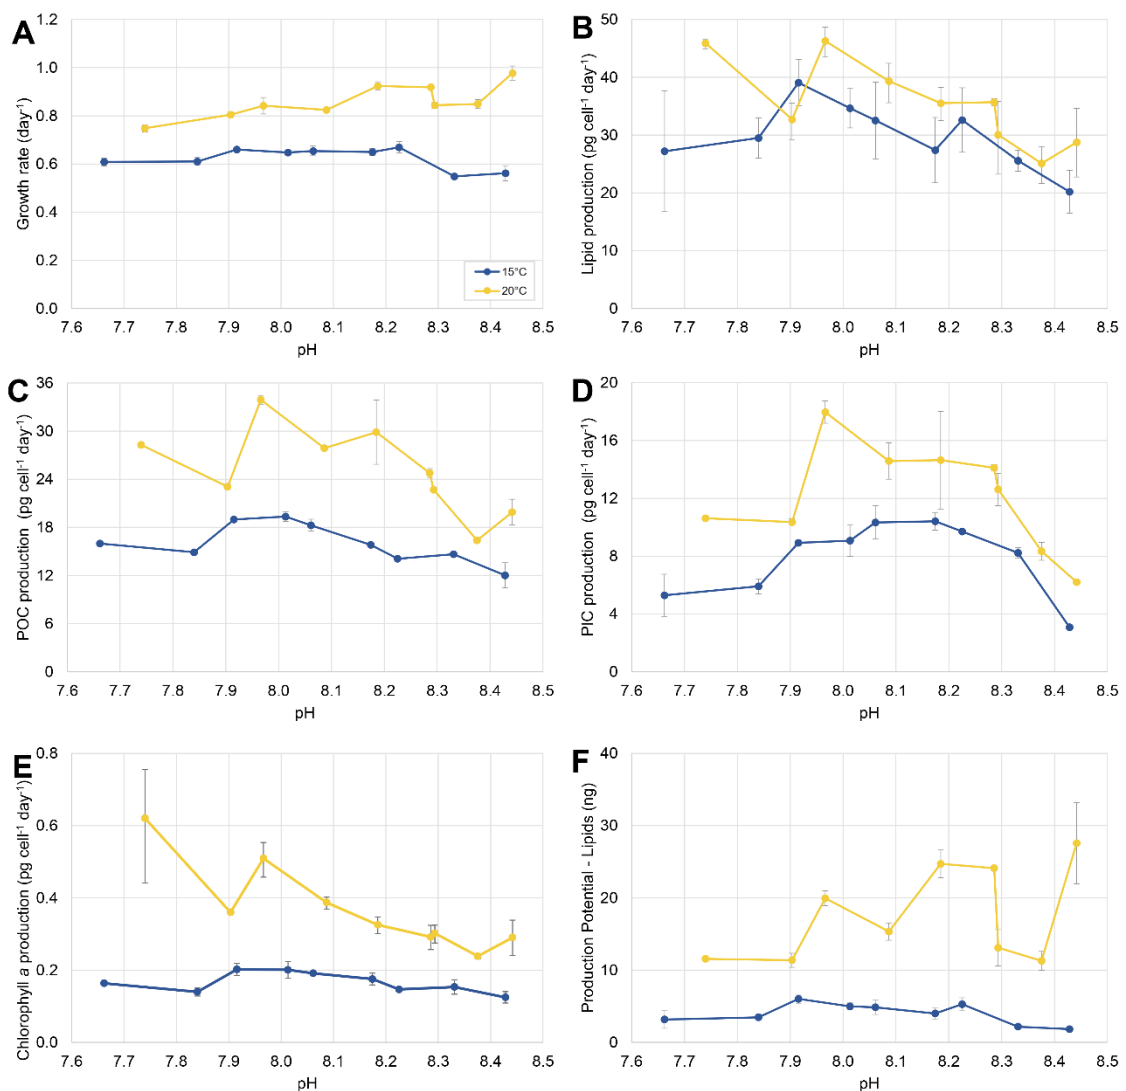 A
1.2
1.0
0.8
0.6
0.4
0.2
0.0
Growth rate (day-1)
7.6 7.7 7.8 7.9 8.0 8.1 8.2 8.3 8.4 8.5
pH
15°C
20°C
B
50
40
30
20
10
0
Lipid production (pg cell-1 day-1)
7.6 7.7 7.8 7.9 8.0 8.1 8.2 8.3 8.4 8.5
pH
C
36
30
24
18
12
6
0
POC production (pg cell-1 day-1)
7.6 7.7 7.8 7.9 8.0 8.1 8.2 8.3 8.4 8.5
pH
D
20
16
12
8
4
0
PIC production (pg cell-1 day-1)
7.6 7.7 7.8 7.9 8.0 8.1 8.2 8.3 8.4 8.5
pH
E
0.8
0.6
0.4
0.2
0.0
Chlorophyll a production (pg cell-1 day-1)
7.6 7.7 7.8 7.9 8.0 8.1 8.2 8.3 8.4 8.5
pH
F
40
30
20
10
0
Production Potential - Lipids (ng)
7.6 7.7 7.8 7.9 8.0 8.1 8.2 8.3 8.4 8.5
pH